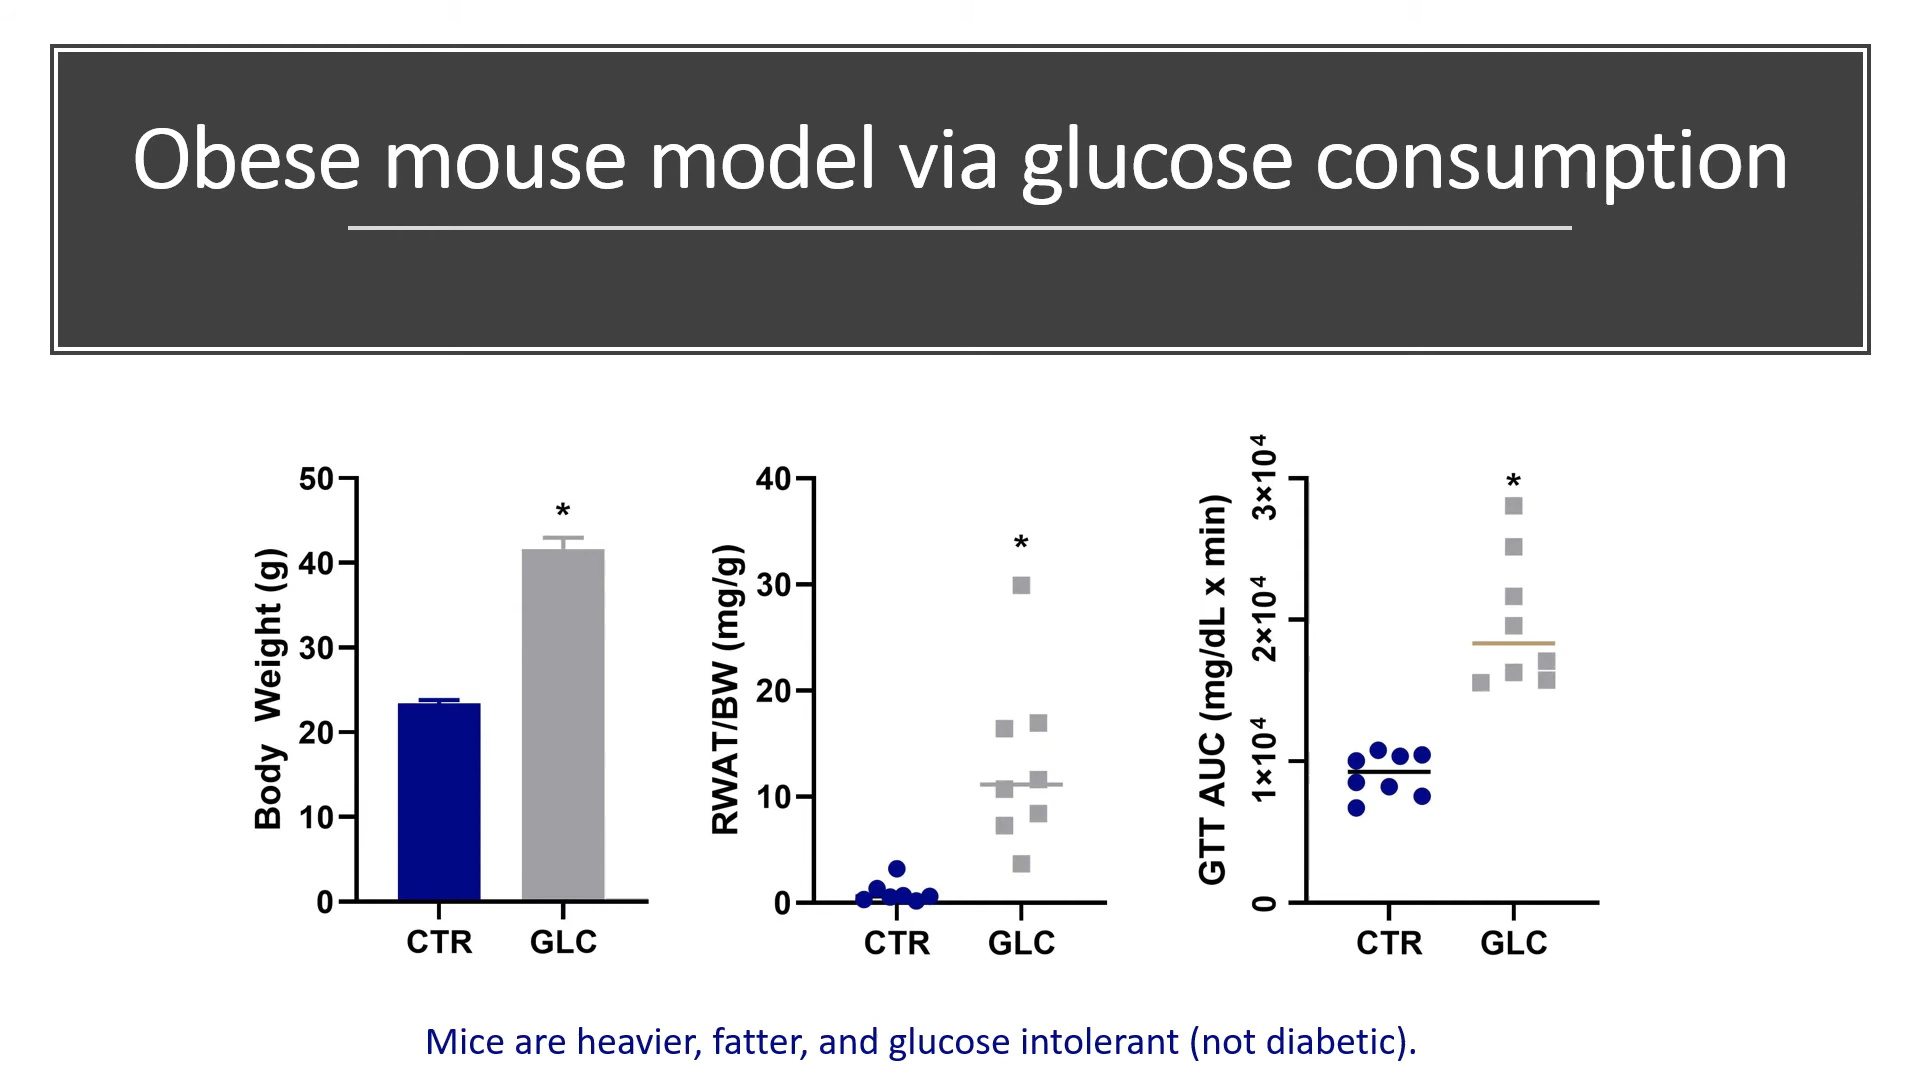 Obese mouse model via glucose consumption
Body Weight (g)
50
40
30
20
10
0
*
CTR
GLC
RWAT/BW (mg/g)
40
30
20
10
0
*
CTR
GLC
GTT AUC (mg/dL x min)
3×10⁴
2×10⁴
1×10⁴
0
*
CTR
GLC
Mice are heavier, fatter, and glucose intolerant (not diabetic).